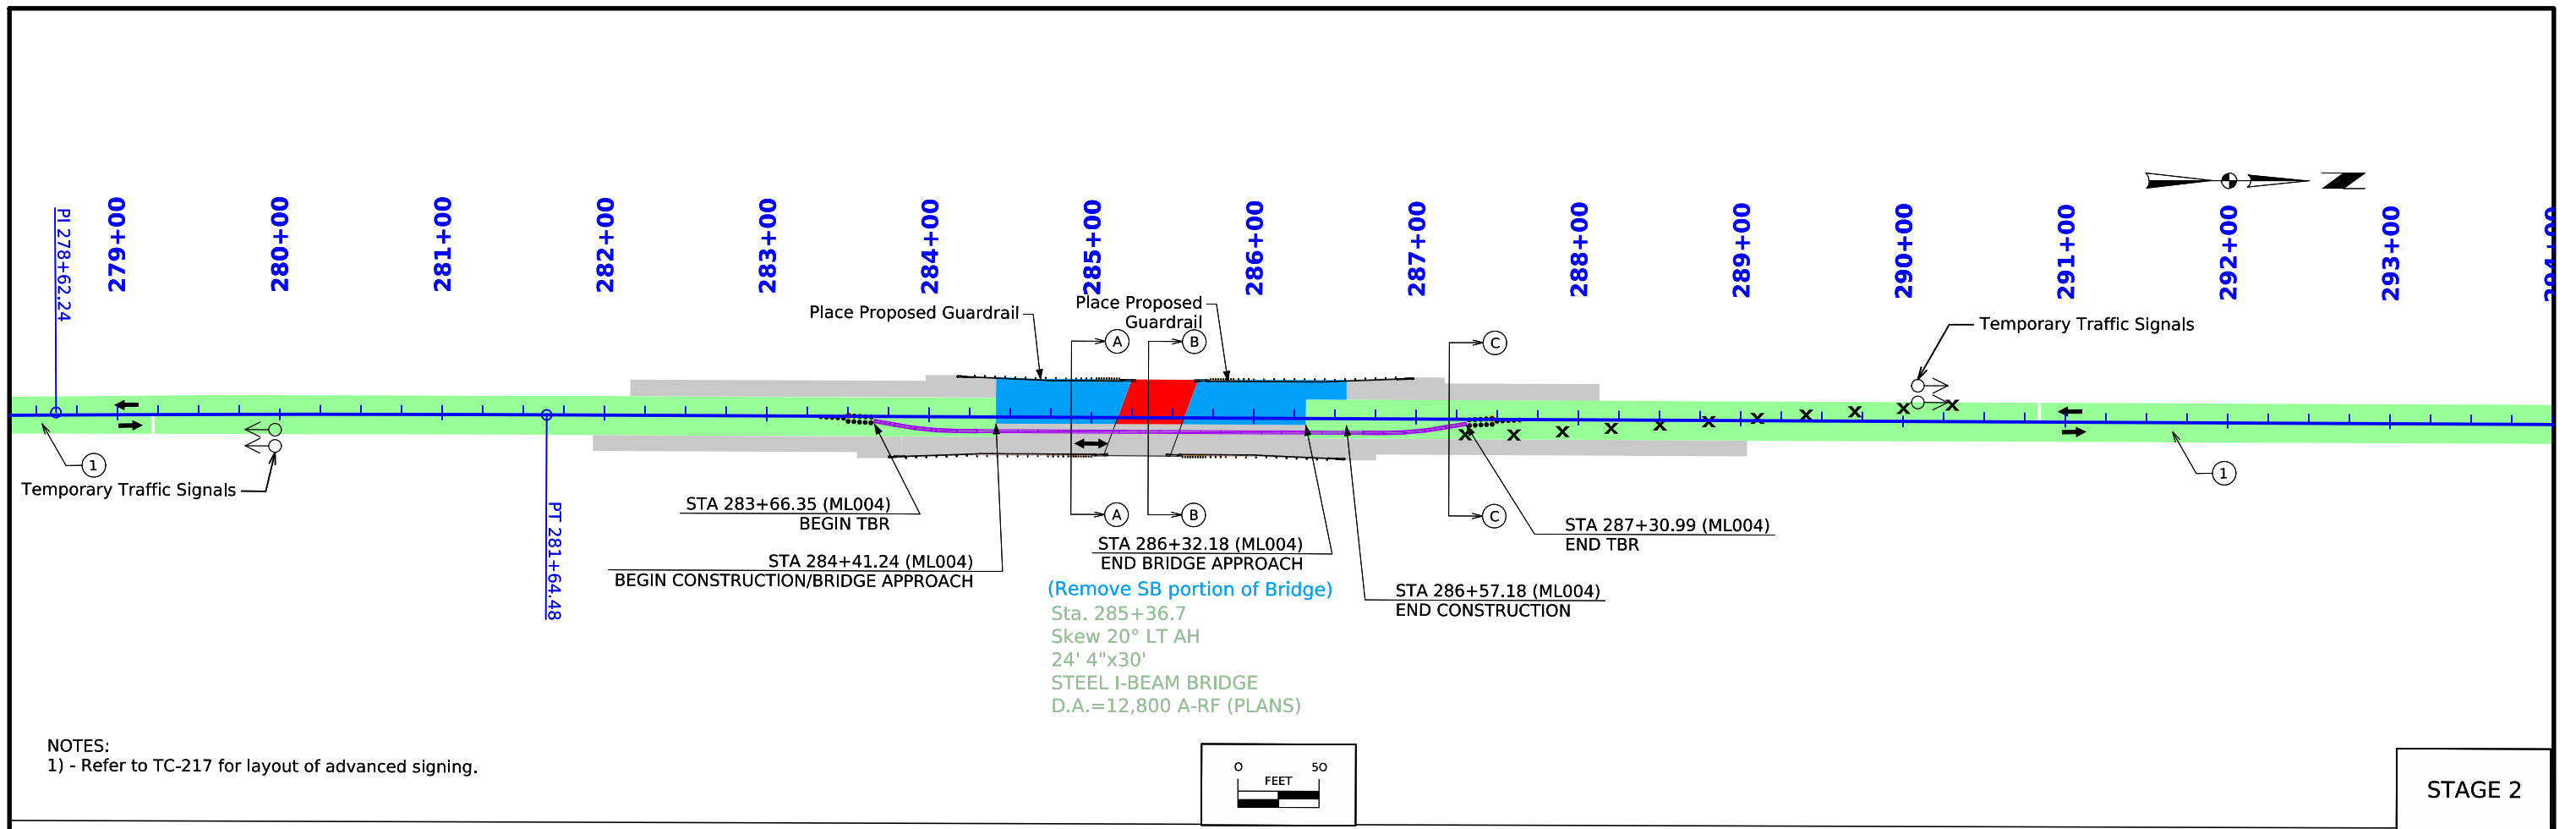 PI 278+62.24
279+00
280+00
281+00
282+00
283+00
284+00
285+00
286+00
287+00
288+00
289+00
290+00
291+00
292+00
293+00
294+00
Place Proposed Guardrail
Place Proposed
Guardrail
A
B
C
Temporary Traffic Signals
1
Temporary Traffic Signals
1
PT 281+64.48
STA 283+66.35 (ML004)
BEGIN TBR
A
B
C
STA 284+41.24 (ML004)
BEGIN CONSTRUCTION/BRIDGE APPROACH
STA 286+32.18 (ML004)
END BRIDGE APPROACH
STA 287+30.99 (ML004)
END TBR
STA 286+57.18 (ML004)
END CONSTRUCTION
(Remove SB portion of Bridge)
Sta. 285+36.7
Skew 20° LT AH
24' 4"x30'
STEEL I-BEAM BRIDGE
D.A.=12,800 A-RF (PLANS)
NOTES:
1) - Refer to TC-217 for layout of advanced signing.
0 50
FEET
STAGE 2